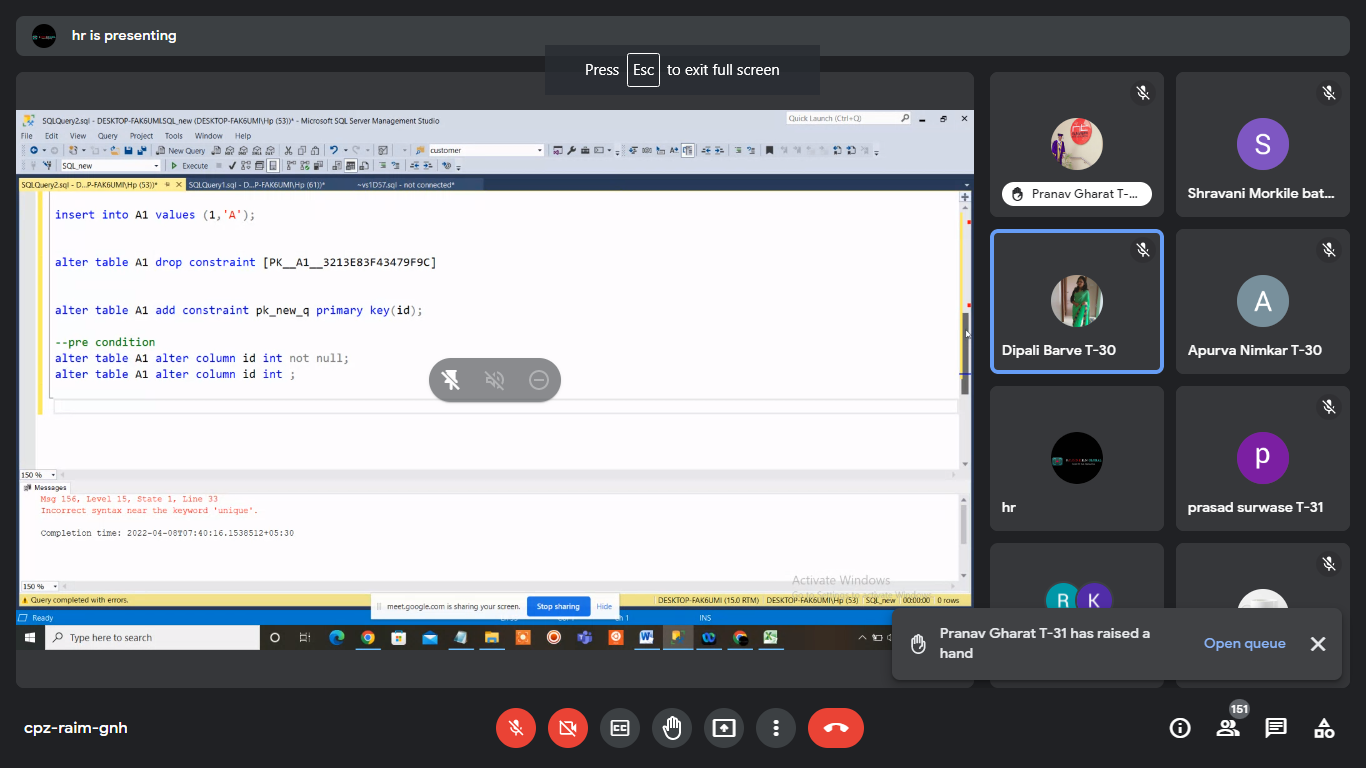 hr is presenting
Press Esc to exit full screen
SQLQuery2.sql - DESKTOP-FAK6UMI.SQL_new (DESKTOP-FAK6UMI\Hp (53))* - Microsoft SQL Server Management Studio
Quick Launch (Ctrl+Q)
File Edit View Query Project Tools Window Help
New Query
customer
SQL_new
Execute
SQLQuery2.sql - D...P-FAK6UMI\Hp (53))*
SQLQuery1.sql - D...P-FAK6UMI\Hp (61))*
~vs1D57.sql - not connected*
insert into A1 values (1,'A');
alter table A1 drop constraint [PK__A1__3213E83F43479F9C]
alter table A1 add constraint pk_new_q primary key(id);
--pre condition
alter table A1 alter column id int not null;
alter table A1 alter column id int ;
150 %
Messages
Msg 156, Level 15, State 1, Line 33
Incorrect syntax near the keyword 'unique'.
Completion time: 2022-04-08T07:40:16.1538512+05:30
150 %
Activate Windows
Query completed with errors.
DESKTOP-FAK6UMI (15.0 RTM) DESKTOP-FAK6UMI\Hp (53) SQL_new 00:00:00 0 rows
meet.google.com is sharing your screen.
Stop sharing
Hide
Ready
INS
Type here to search
Pranav Gharat T-...
S
Shravani Morkile bat...
Dipali Barve T-30
A
Apurva Nimkar T-30
hr
p
prasad surwase T-31
R K
Pranav Gharat T-31 has raised a
hand
Open queue
cpz-raim-gnh
151